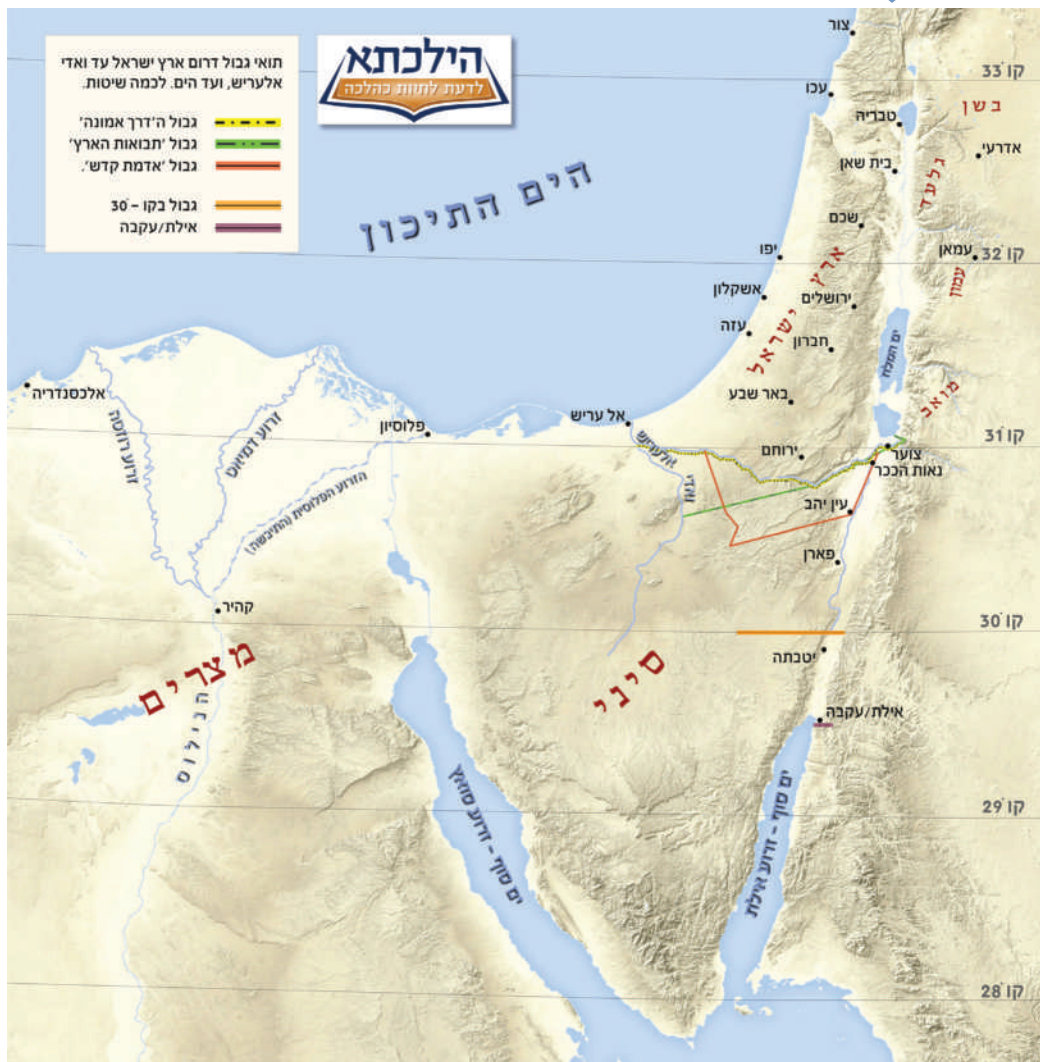 הילכתא
לדעת לחיות כהלכה
תוואי גבול דרום ארץ ישראל עד ואדי
אלעריש, ועד הים. לכמה שיטות.
גבול ה'דרך אמונה'
גבול 'תבואות הארץ'
גבול 'אדמת קדש'.
גבול בקו – 30°
אילת/עקבה
צור
קו 33°
עכו
בשן
טבריה
אדרעי
בית שאן
גלעד
הים התיכון
שכם
קו 32°
יפו
עמאן
עמון
ארץ ישראל
אשקלון
ירושלים
עזה
חברון
ים המלח
מואב
באר שבע
אלכסנדריה
זרוע רוזטה
זרוע דמיאט
פלוסיון
אל עריש
אלעריש
נחל
קו 31°
ירוחם
צוער
נאות הככר
הזרוע הפלוסית (התיבשה)
עין יהב
פארן
קהיר
קו 30°
יטבתה
מצרים
סיני
הנילוס
אילת/עקבה
קו 29°
ים סוף – זרוע סואץ
ים סוף – זרוע אילת
קו 28°